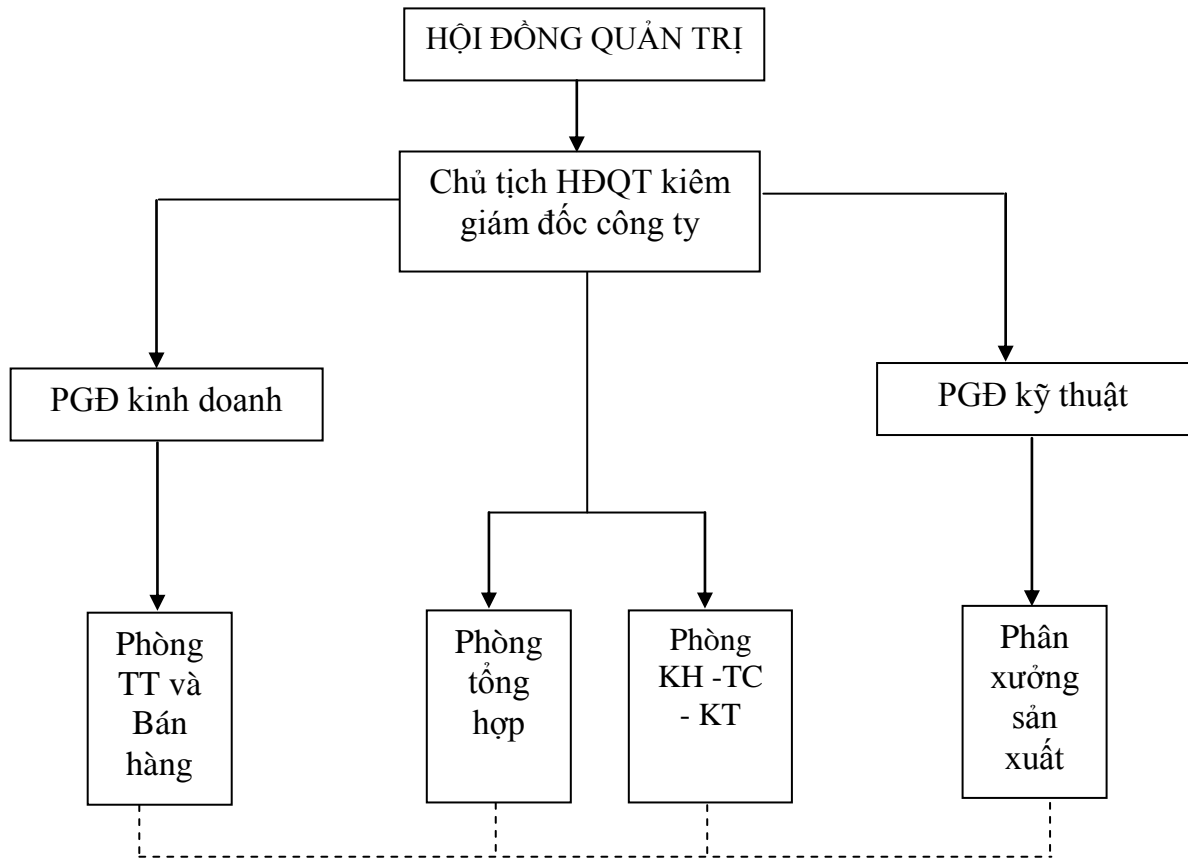 HỘI ĐỒNG QUẢN TRỊ
Chủ tịch HĐQT kiêm
giám đốc công ty
PGĐ kinh doanh
PGĐ kỹ thuật
Phòng
TT và
Bán
hàng
Phòng
tổng
hợp
Phòng
KH -TC
- KT
Phân
xưởng
sản
xuất